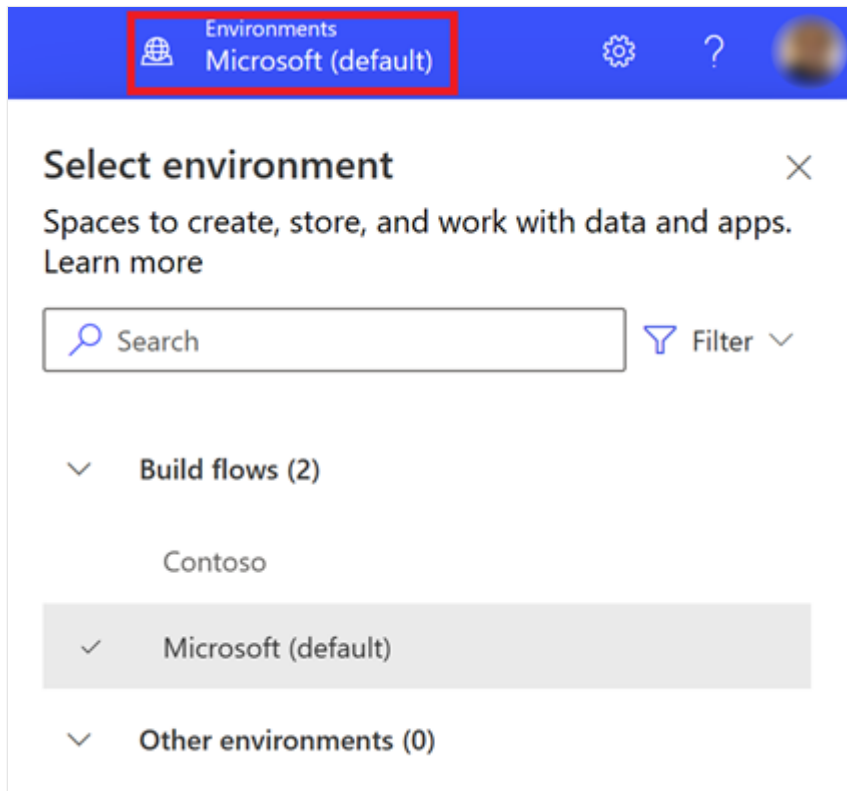 Environments
Microsoft (default)
?
Select environment
Spaces to create, store, and work with data and apps.
Learn more
Search
Filter
Build flows (2)
Contoso
Microsoft (default)
Other environments (0)